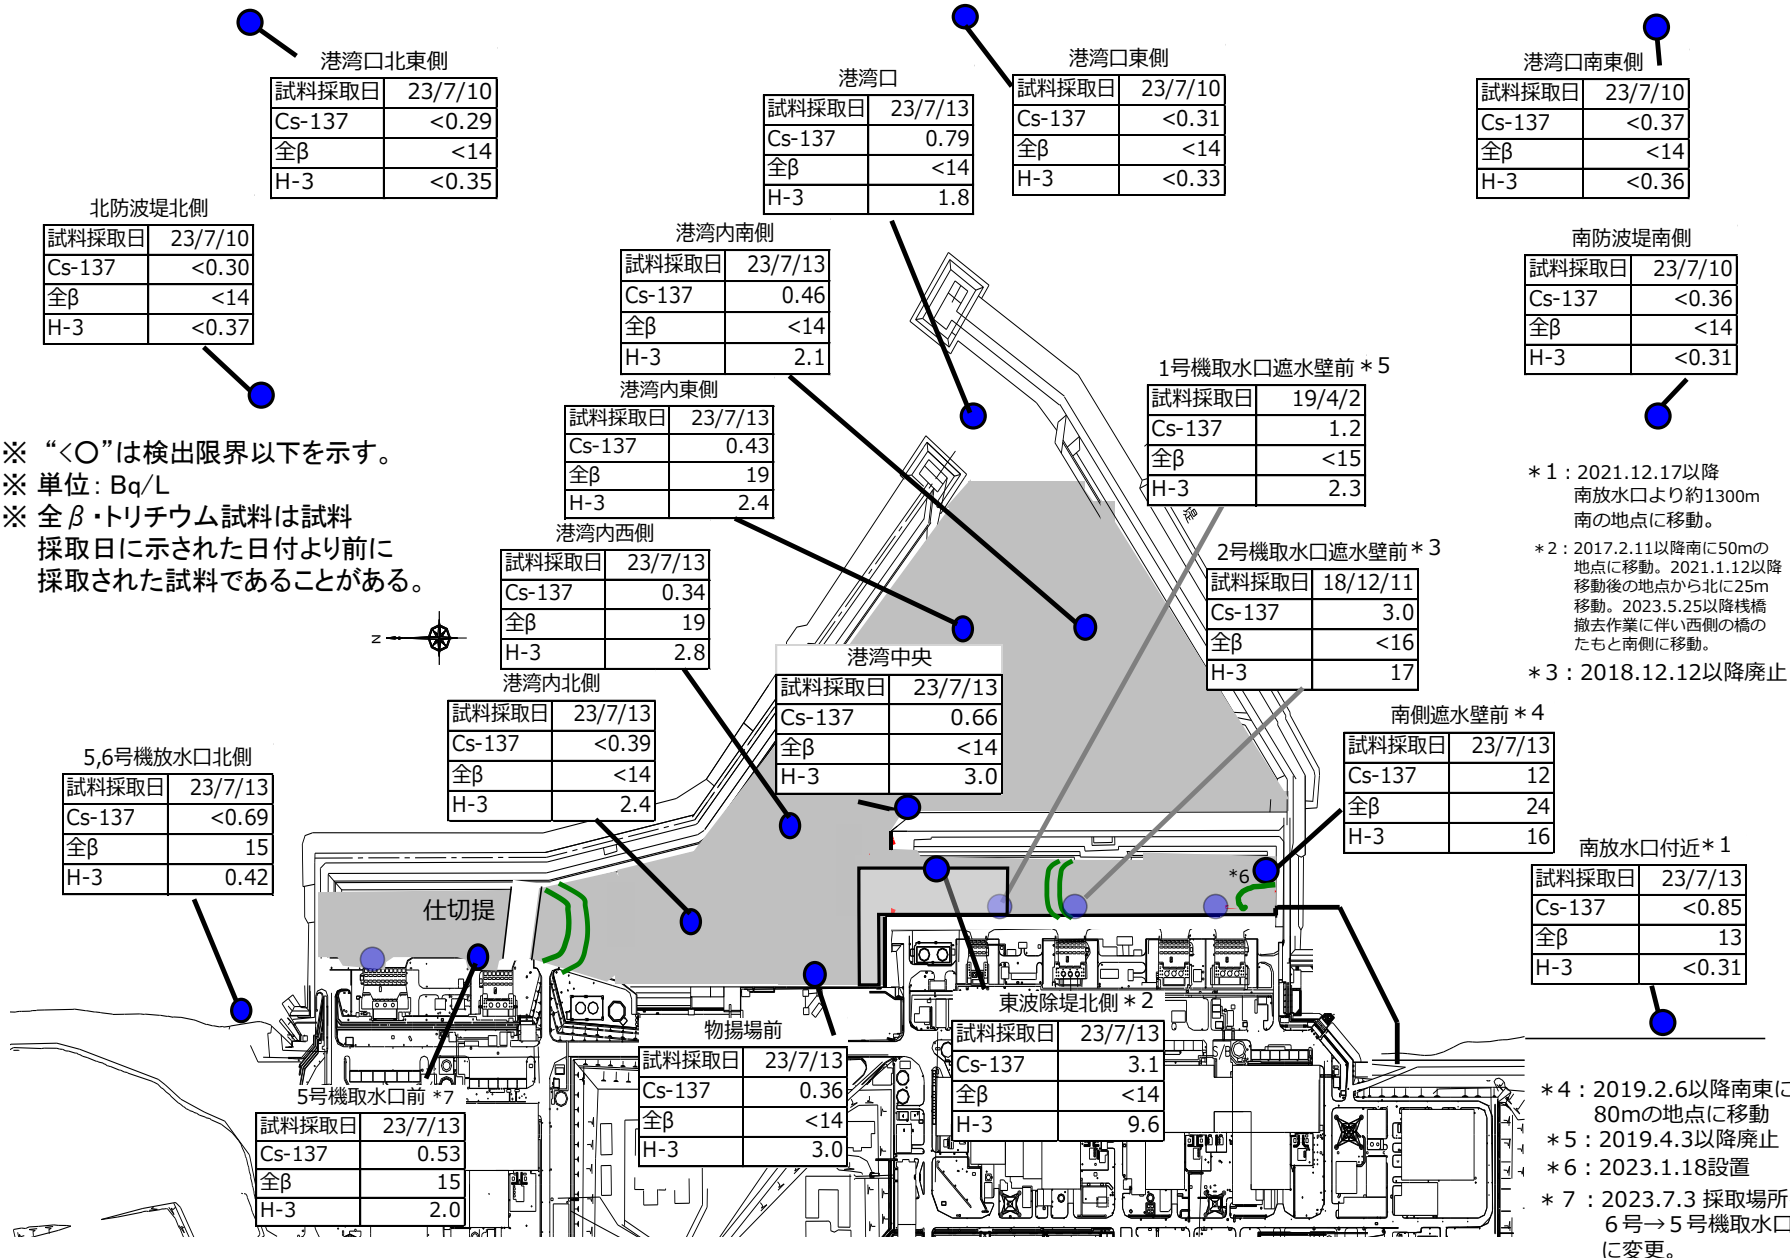 港湾口北東側
試料採取日 23/7/10
Cs-137 <0.29
全β <14
H-3 <0.35
港湾口東側
試料採取日 23/7/10
Cs-137 <0.31
全β <14
H-3 <0.33
港湾口南東側
試料採取日 23/7/10
Cs-137 <0.37
全β <14
H-3 <0.36
港湾口
試料採取日 23/7/13
Cs-137 0.79
全β <14
H-3 1.8
北防波堤北側
試料採取日 23/7/10
Cs-137 <0.30
全β <14
H-3 <0.37
港湾内南側
試料採取日 23/7/13
Cs-137 0.46
全β <14
H-3 2.1
南防波堤南側
試料採取日 23/7/10
Cs-137 <0.36
全β <14
H-3 <0.31
港湾内東側
試料採取日 23/7/13
Cs-137 0.43
全β 19
H-3 2.4
1号機取水口遮水壁前＊5
試料採取日 19/4/2
Cs-137 1.2
全β <15
H-3 2.3
※ “<〇”は検出限界以下を示す。
※ 単位: Bq/L
※ 全β・トリチウム試料は試料
採取日に示された日付より前に
採取された試料であることがある。
N
堤
港湾内西側
試料採取日 23/7/13
Cs-137 0.34
全β 19
H-3 2.8
2号機取水口遮水壁前＊3
試料採取日 18/12/11
Cs-137 3.0
全β <16
H-3 17
＊1：2021.12.17以降
南放水口より約1300m
南の地点に移動。
＊2：2017.2.11以降南に50mの
地点に移動。2021.1.12以降
移動後の地点から北に25m
移動。2023.5.25以降桟橋
撤去作業に伴い西側の橋の
たもと南側に移動。
＊3：2018.12.12以降廃止
港湾中央
試料採取日 23/7/13
Cs-137 0.66
全β <14
H-3 3.0
港湾内北側
試料採取日 23/7/13
Cs-137 <0.39
全β <14
H-3 2.4
南側遮水壁前＊4
試料採取日 23/7/13
Cs-137 12
全β 24
H-3 16
5,6号機放水口北側
試料採取日 23/7/13
Cs-137 <0.69
全β 15
H-3 0.42
南放水口付近＊1
試料採取日 23/7/13
Cs-137 <0.85
全β 13
H-3 <0.31
*6
仕切堤
東波除堤北側＊2
試料採取日 23/7/13
Cs-137 3.1
全β <14
H-3 9.6
物揚場前
試料採取日 23/7/13
Cs-137 0.36
全β <14
H-3 3.0
5号機取水口前 *7
試料採取日 23/7/13
Cs-137 0.53
全β 15
H-3 2.0
S/B
＊4：2019.2.6以降南東に
80mの地点に移動
＊5：2019.4.3以降廃止
＊6：2023.1.18設置
＊7：2023.7.3 採取場所
6号→5号機取水口
に変更。